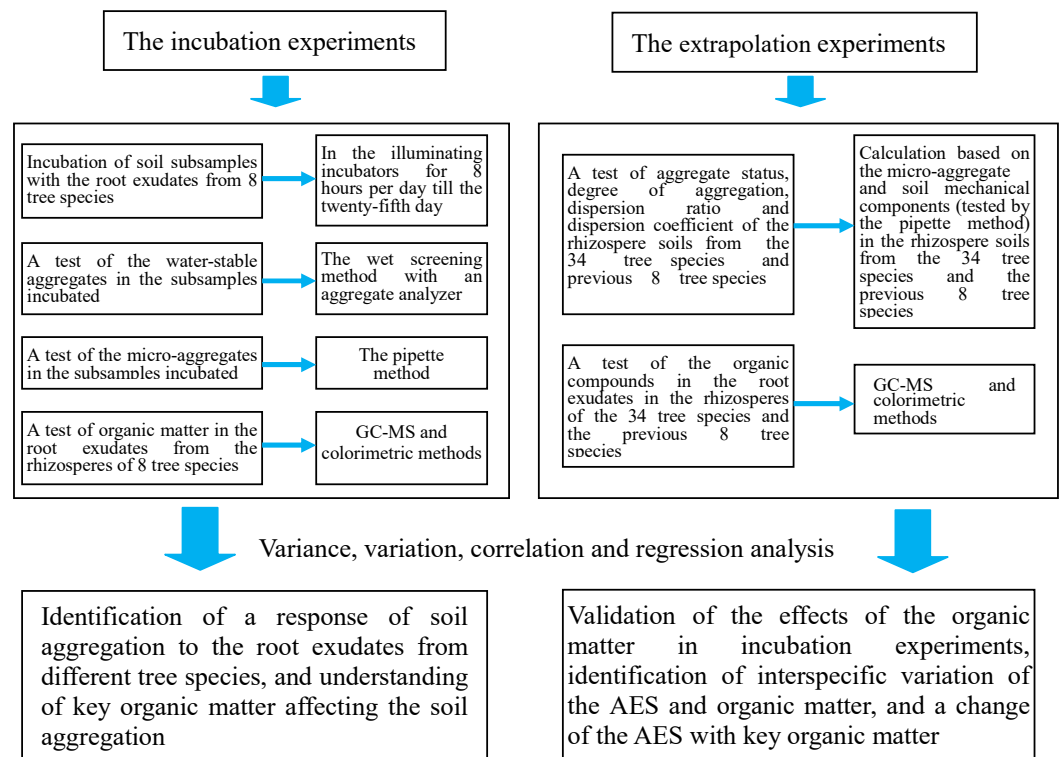 The incubation experiments
The extrapolation experiments
Incubation of soil subsamples
with the root exudates from 8
tree species
In the illuminating
incubators for 8
hours per day till the
twenty-fifth day
A test of the water-stable
aggregates in the subsamples
incubated
The wet screening
method with an
aggregate analyzer
A test of the micro-aggregates
in the subsamples incubated
The pipette
method
A test of organic matter in the
root exudates from the
rhizosperes of 8 tree species
GC-MS and
colorimetric methods
A test of aggregate status,
degree of aggregation,
dispersion ratio and
dispersion coefficient of the
rhizospere soils from the
34 tree species and
previous 8 tree species
Calculation based on
the micro-aggregate
and soil mechanical
components (tested by
the pipette method)
in the rhizospere soils
from the 34 tree
species and the
previous 8 tree
species
A test of the organic
compounds in the root
exudates in the rhizosperes
of the 34 tree species and
the previous 8 tree
species
GC-MS and
colorimetric
methods
Variance, variation, correlation and regression analysis
Identification of a response of soil
aggregation to the root exudates from
different tree species, and understanding
of key organic matter affecting the soil
aggregation
Validation of the effects of the organic
matter in incubation experiments,
identification of interspecific variation of
the AES and organic matter, and a change
of the AES with key organic matter